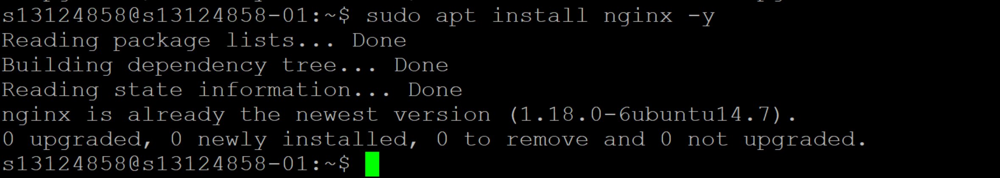 s13124858@s13124858-01:~$ sudo apt install nginx -y
Reading package lists... Done
Building dependency tree... Done
Reading state information... Done
nginx is already the newest version (1.18.0-6ubuntu14.7).
0 upgraded, 0 newly installed, 0 to remove and 0 not upgraded.
s13124858@s13124858-01:~$